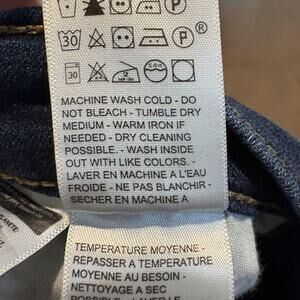 P
®
30
P
30
MACHINE WASH COLD - DO
NOT BLEACH - TUMBLE DRY
MEDIUM - WARM IRON IF
NEEDED - DRY CLEANING
POSSIBLE. - WASH INSIDE
OUT WITH LIKE COLORS. -
LAVER EN MACHINE A L'EAU
FROIDE - NE PAS BLANCHIR -
SECHER EN MACHINE A
TEMPERATURE MOYENNE -
REPASSER A TEMPERATURE
MOYENNE AU BESOIN -
NETTOYAGE A SEC